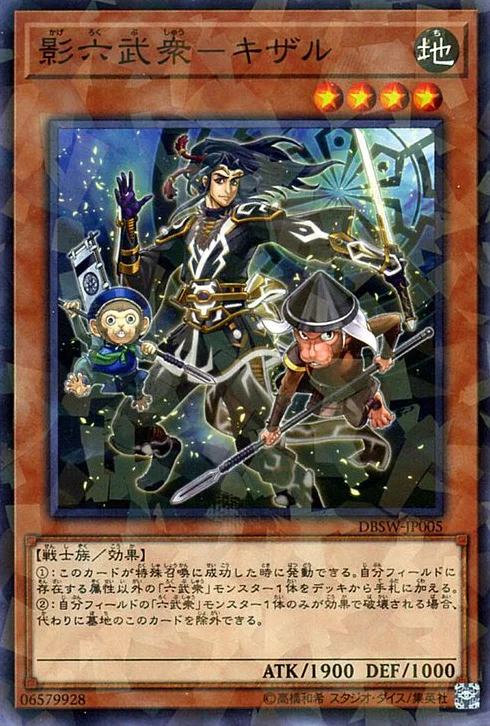 影六武衆－キザル
地
DBSW-JP005
【戦士族／効果】
①：このカードが特殊召喚に成功した時に発動できる。自分フィールドに
存在する属性以外の「六武衆」モンスター１体をデッキから手札に加える。
②：自分フィールドの「六武衆」モンスター１体のみが効果で破壊される場合、
代わりに墓地のこのカードを除外できる。
ATK/1900 DEF/1000
06579928
©高橋和希 スタジオ・ダイス/集英社